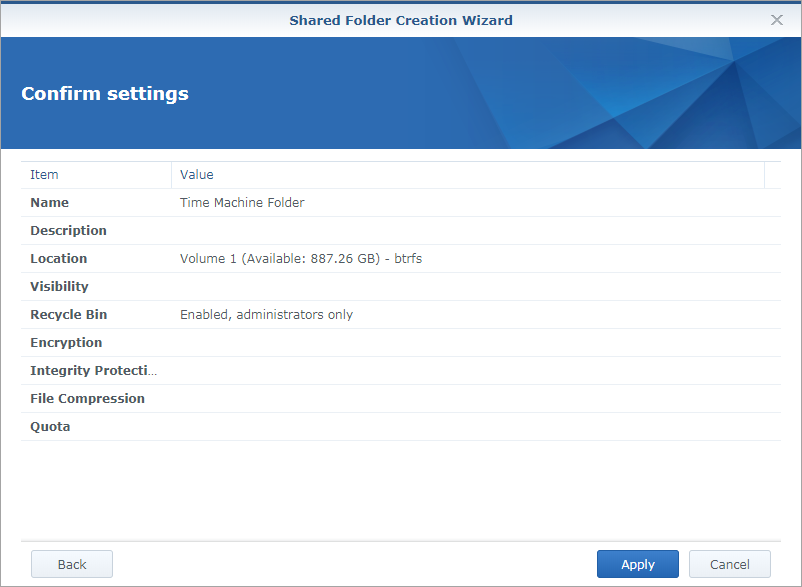 Shared Folder Creation Wizard
Confirm settings
Item Value
Name Time Machine Folder
Description
Location Volume 1 (Available: 887.26 GB) - btrfs
Visibility
Recycle Bin Enabled, administrators only
Encryption
Integrity Protecti...
File Compression
Quota
Back Apply Cancel